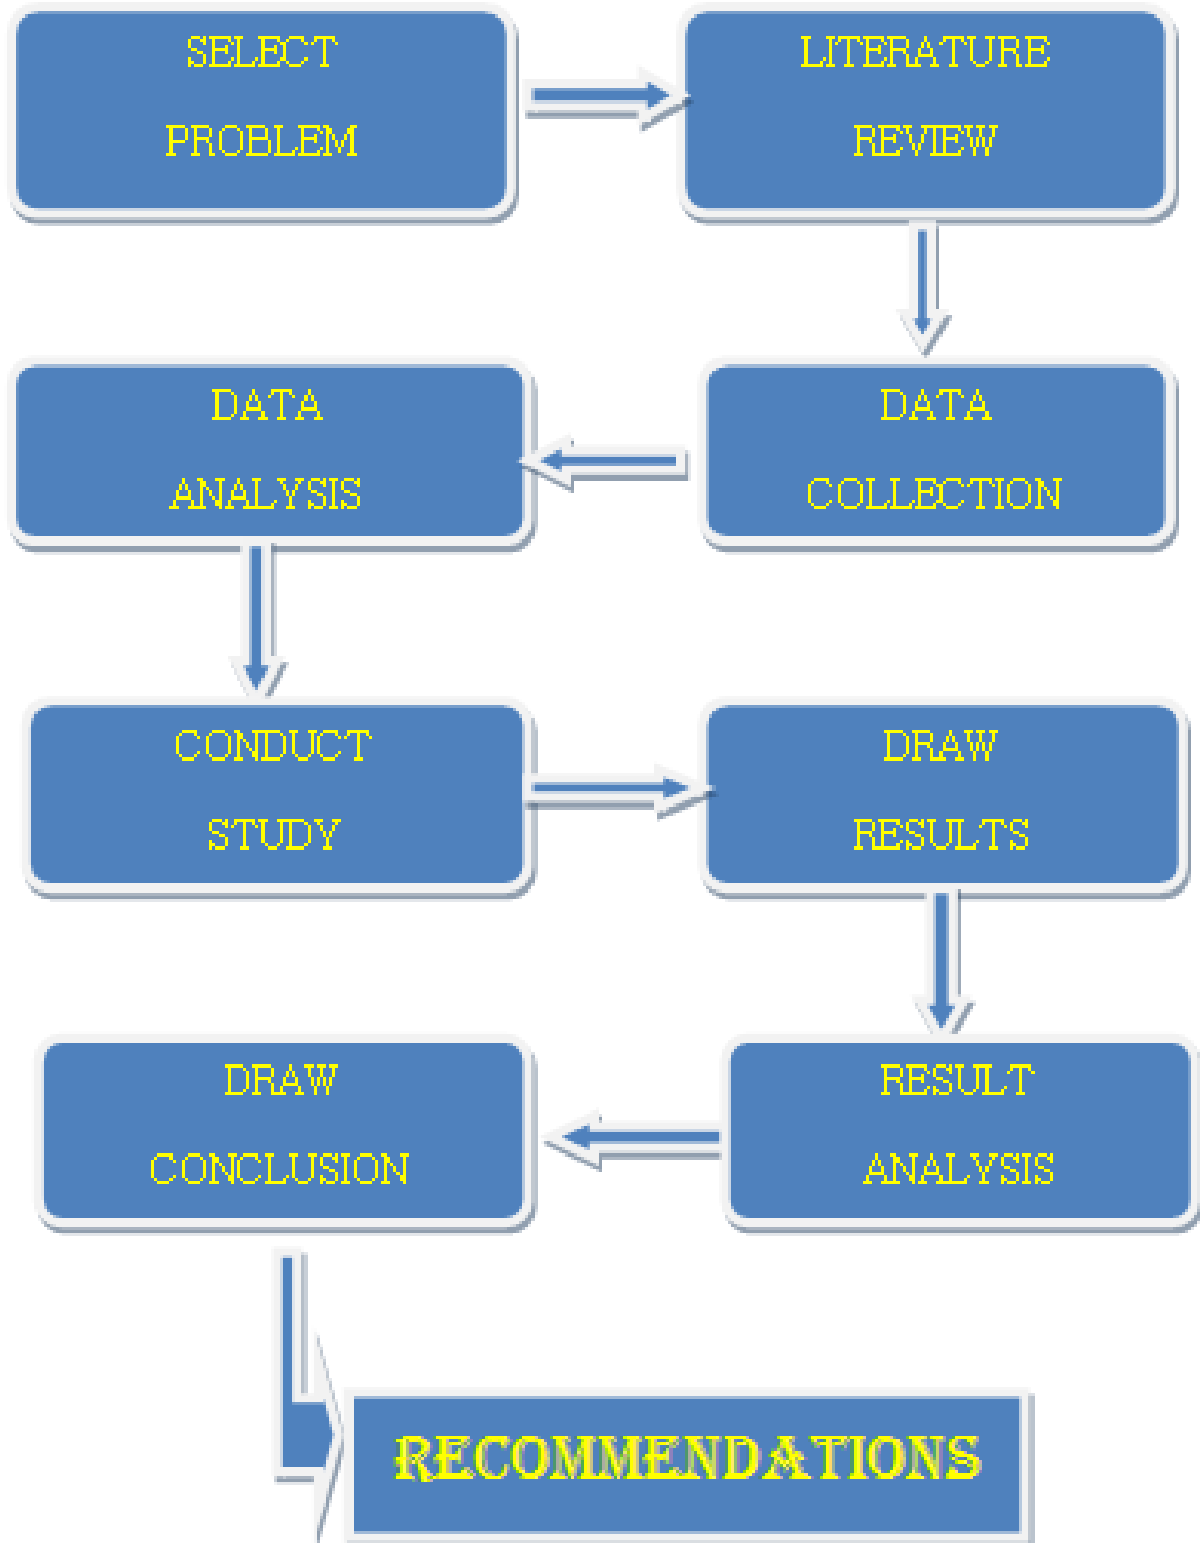 SELECT
PROBLEM
LITERATURE
REVIEW
DATA
COLLECTION
DATA
ANALYSIS
CONDUCT
STUDY
DRAW
RESULTS
RESULT
ANALYSIS
DRAW
CONCLUSION
RECOMMENDATIONS